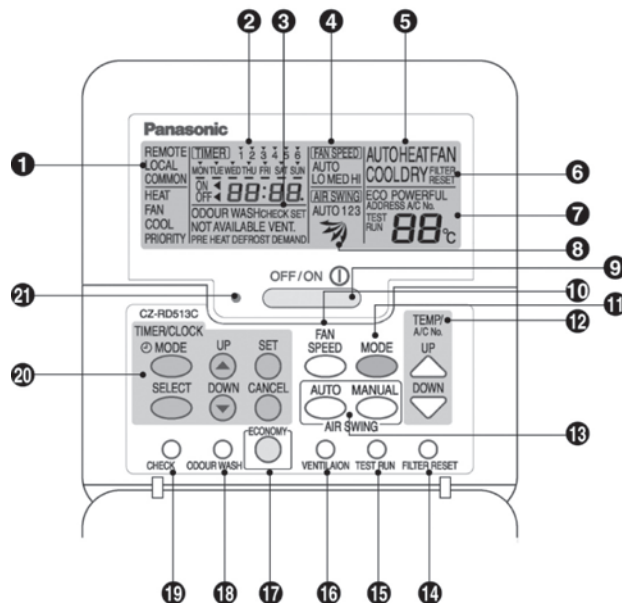 2 3 4 5
Panasonic
1
REMOTE
LOCAL
COMMON
HEAT
FAN
COOL
PRIORITY
TIMER 1 2 3 4 5 6
MON TUE WED THU FRI SAT SUN
ON
OFF
88:88.
ODOUR WASH CHECK SET
NOT AVAILABLE VENT.
PRE HEAT DEFROST DEMAND
FAN SPEED
AUTO
LO MED HI
AIR SWING
AUTO 1 2 3
AUTO HEAT FAN
COOL DRY FILTER RESET
ECO POWERFUL
ADDRESS A/C No.
TEST RUN
88°C
6
7
8
OFF/ON
9
10
11
12
21
CZ-RD513C
TIMER/CLOCK
MODE UP SET
SELECT DOWN CANCEL
20
FAN SPEED
MODE
TEMP/
A/C No.
UP
DOWN
AUTO MANUAL
AIR SWING
13
ECONOMY
CHECK ODOUR WASH VENTILAION TEST RUN FILTER RESET
19 18 17 16 15 14